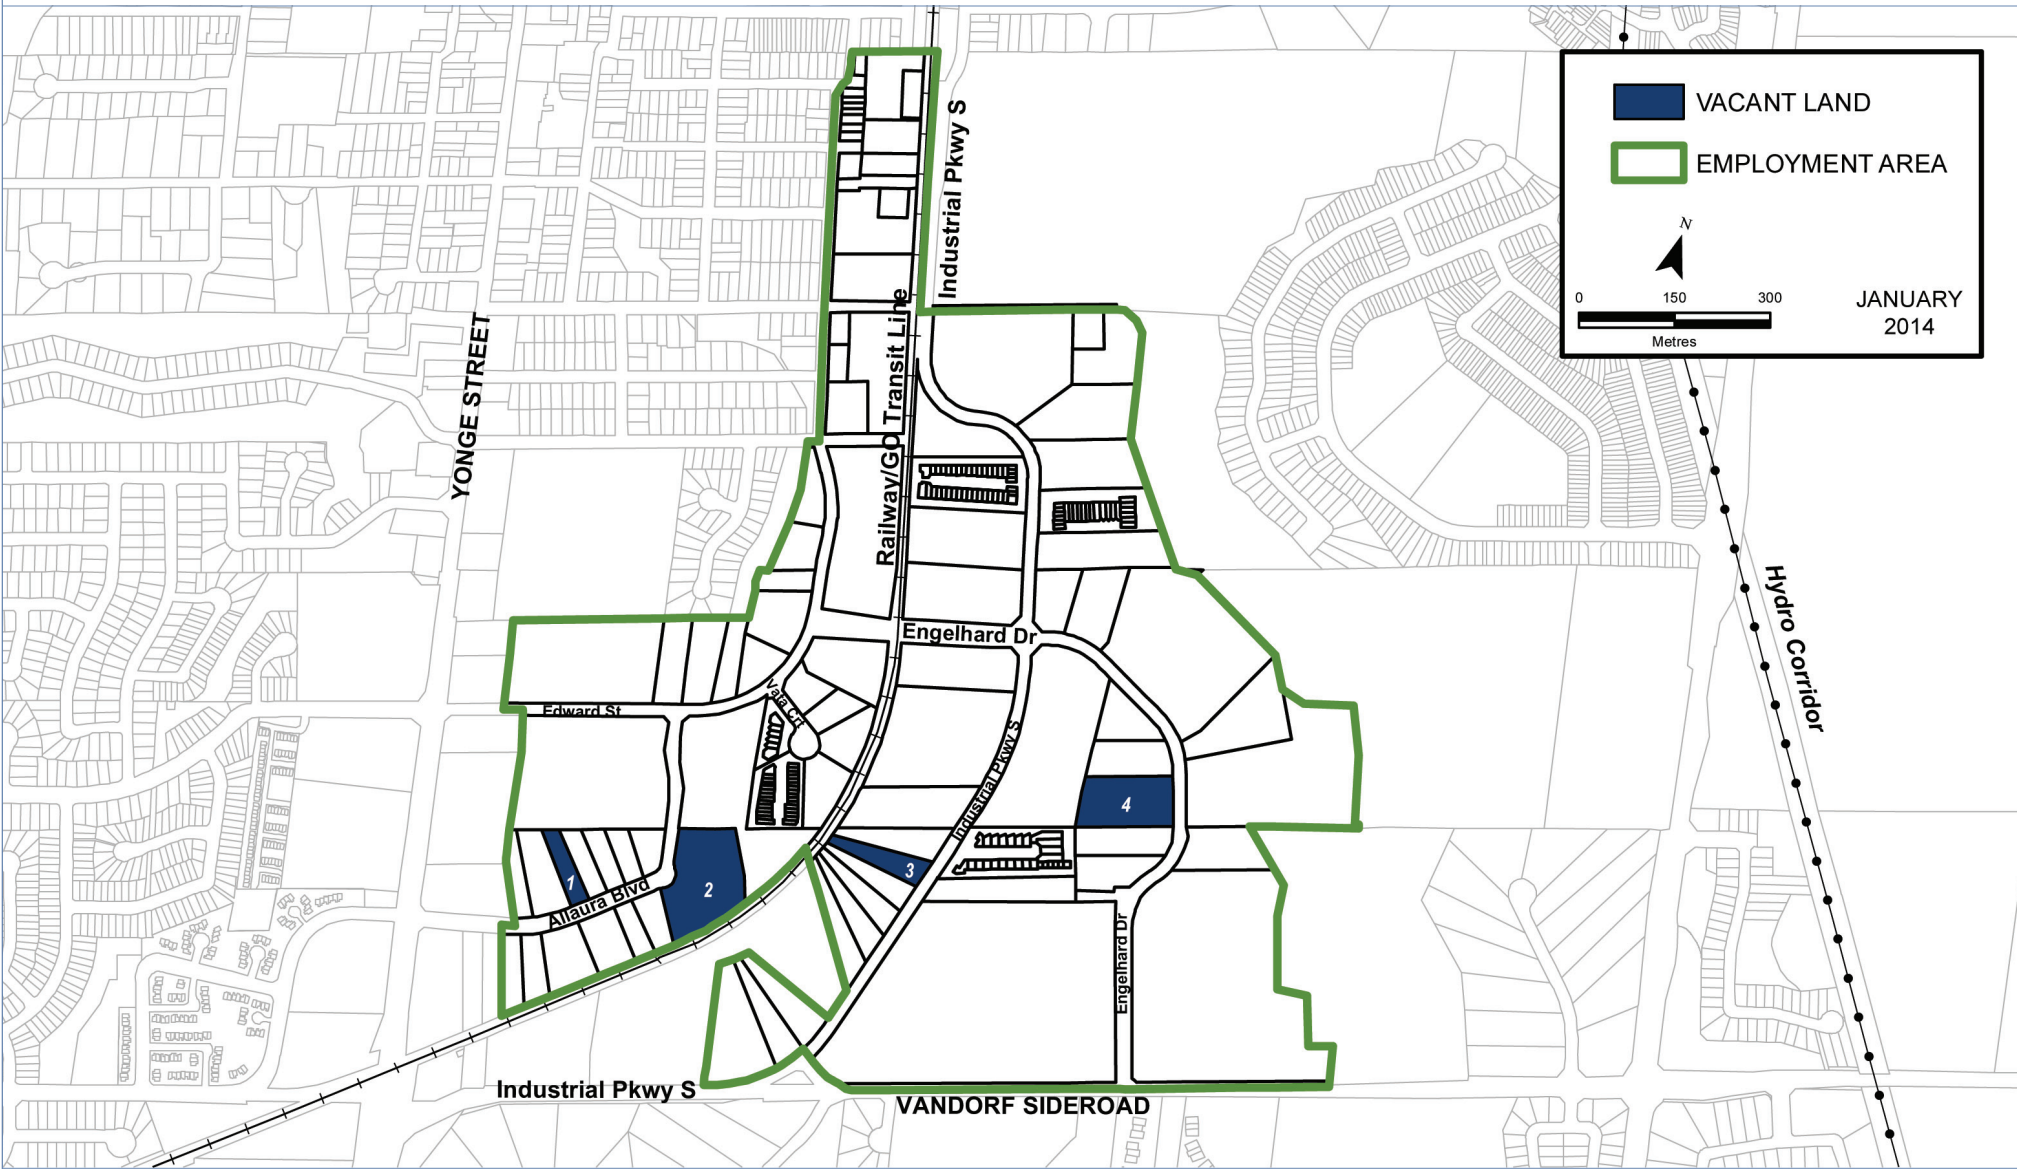 VACANT LAND
EMPLOYMENT AREA
N
0 150 300
Metres
JANUARY
2014
Industrial Pkwy S
Railway/GO Transit Line
YONGE STREET
Hydro Corridor
Engelhard Dr
Vata Crt
Edward St
Industrial Pkwy S
4
3
1
2
Allaura Blvd
Engelhard Dr
Industrial Pkwy S
VANDORF SIDEROAD